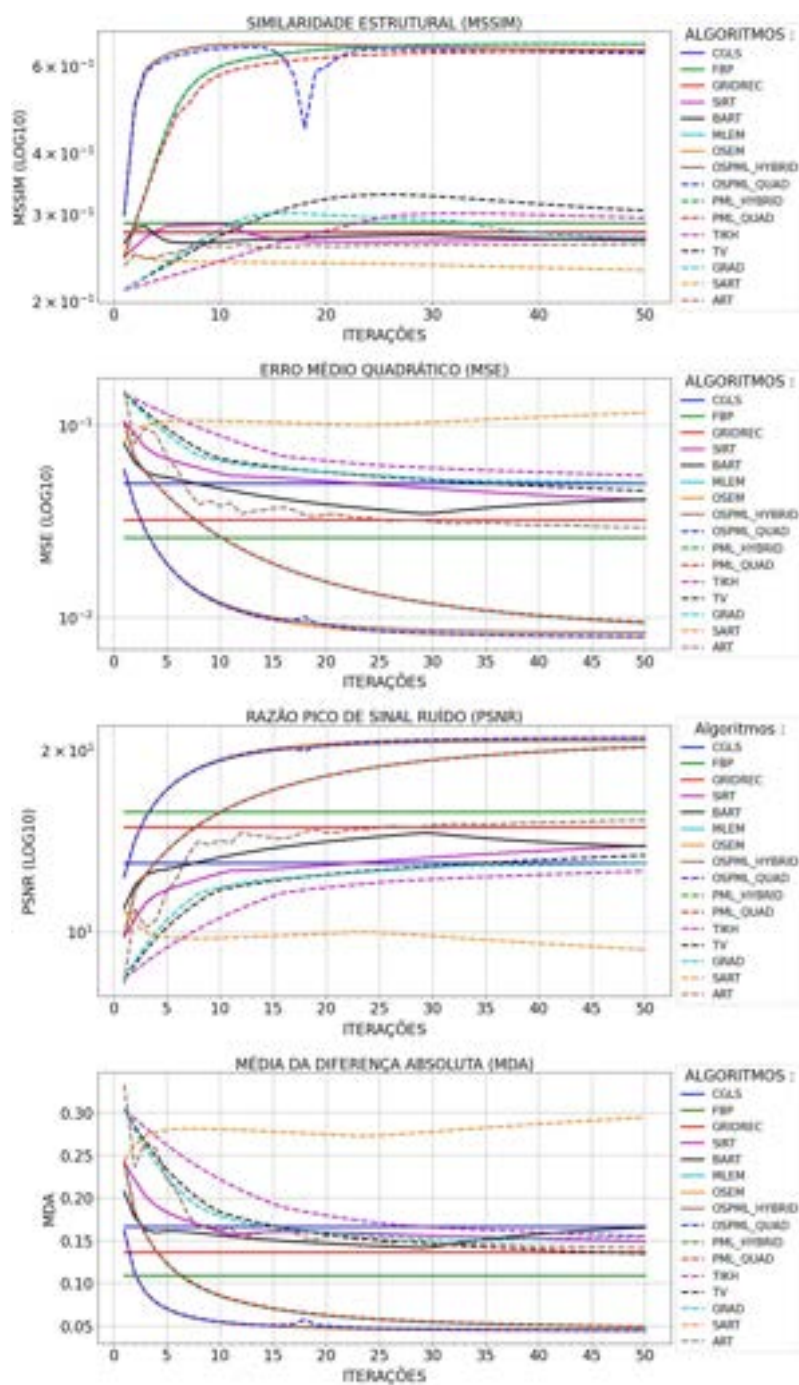 SIMILARIDADE ESTRUTURAL (MSSIM)
MSSIM (LOG10)
6 × 10⁻¹
4 × 10⁻¹
3 × 10⁻¹
2 × 10⁻¹
0 5 10 15 20 25 30 35 40 45 50
ITERAÇÕES
ALGORITMOS :
CGLS
FBP
GRIDREC
SIRT
BART
MLEM
OSEM
OSPML_HYBRID
OSPML_QUAD
PML_HYBRID
PML_QUAD
TIKH
TV
GRAD
SART
ART
ERRO MÉDIO QUADRÁTICO (MSE)
MSE (LOG10)
10⁻¹
10⁻²
0 5 10 15 20 25 30 35 40 45 50
ITERAÇÕES
ALGORITMOS :
CGLS
FBP
GRIDREC
SIRT
BART
MLEM
OSEM
OSPML_HYBRID
OSPML_QUAD
PML_HYBRID
PML_QUAD
TIKH
TV
GRAD
SART
ART
RAZÃO PICO DE SINAL RUÍDO (PSNR)
PSNR (LOG10)
2 × 10¹
10¹
0 5 10 15 20 25 30 35 40 45 50
ITERAÇÕES
Algoritmos :
CGLS
FBP
GRIDREC
SIRT
BART
MLEM
OSEM
OSPML_HYBRID
OSPML_QUAD
PML_HYBRID
PML_QUAD
TIKH
TV
GRAD
SART
ART
MÉDIA DA DIFERENÇA ABSOLUTA (MDA)
MDA
0.30
0.25
0.20
0.15
0.10
0.05
0 5 10 15 20 25 30 35 40 45 50
ITERAÇÕES
ALGORITMOS :
CGLS
FBP
GRIDREC
SIRT
BART
MLEM
OSEM
OSPML_HYBRID
OSPML_QUAD
PML_HYBRID
PML_QUAD
TIKH
TV
GRAD
SART
ART